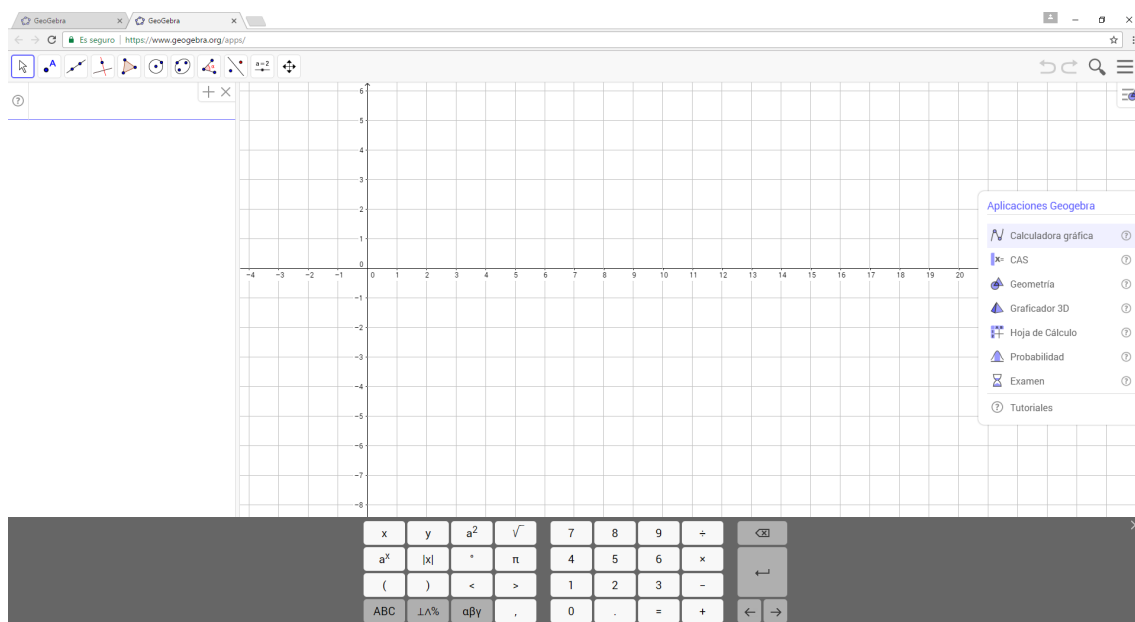 GeoGebra × GeoGebra ×
Es seguro | https://www.geogebra.org/apps/
A α a=2
?
6
5
4
3
2
1
0
−4 −3 −2 −1 0 1 2 3 4 5 6 7 8 9 10 11 12 13 14 15 16 17 18 19 20
−1
−2
−3
−4
−5
−6
−7
−8
Aplicaciones Geogebra
Calculadora gráfica ?
x= CAS ?
Geometría ?
Graficador 3D ?
Hoja de Cálculo ?
Probabilidad ?
Examen ?
? Tutoriales
x y a² √ 7 8 9 ÷
aˣ |x| ° π 4 5 6 ×
( ) < > 1 2 3 −
ABC ⊥∧% αβγ , 0 . = +